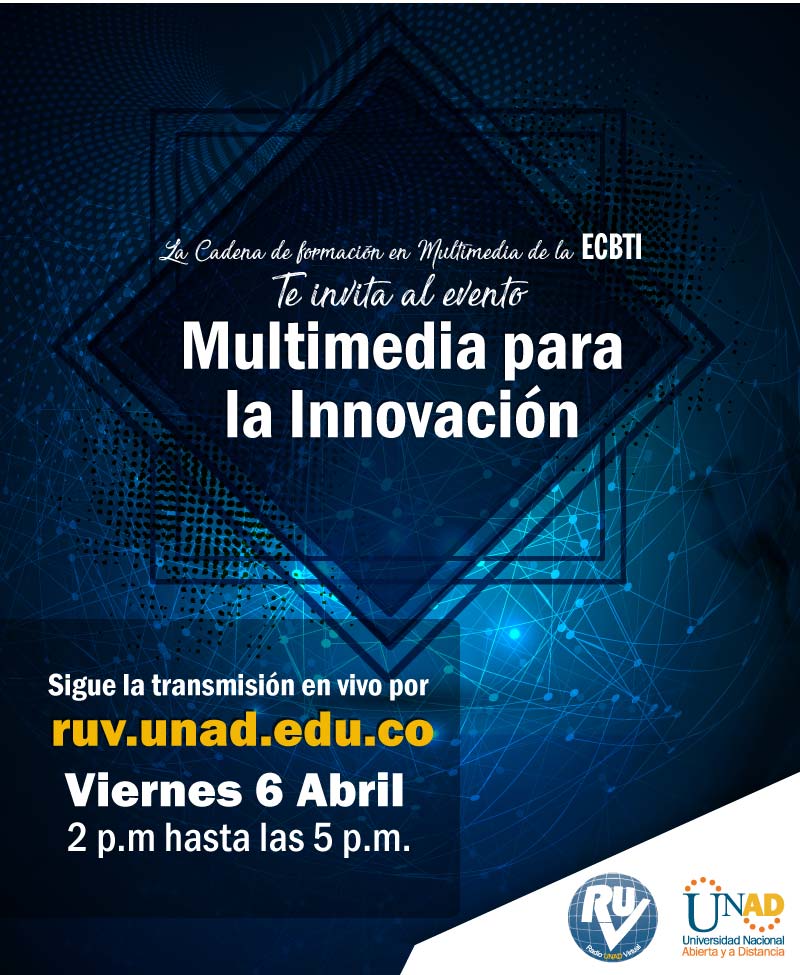 La Cadena de formación en Multimedia de la ECBTI
Te invita al evento
Multimedia para
la Innovación
Sigue la transmisión en vivo por
ruv.unad.edu.co
Viernes 6 Abril
2 p.m hasta las 5 p.m.
RUV
Radio UNAD Virtual
UNAD
Universidad Nacional
Abierta y a Distancia